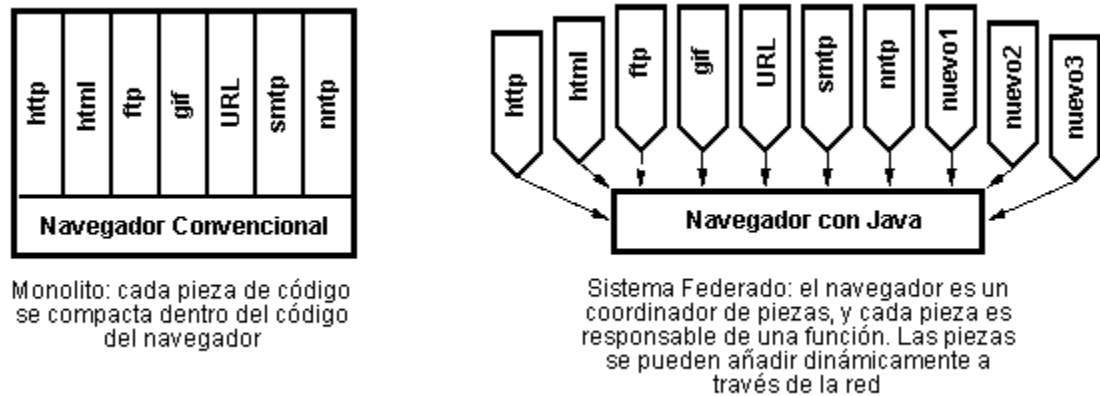 http
html
ftp
gif
URL
smtp
nntp
Navegador Convencional
Monolito: cada pieza de código
se compacta dentro del código
del navegador
http
html
ftp
gif
URL
smtp
nntp
nuevo1
nuevo2
nuevo3
Navegador con Java
Sistema Federado: el navegador es un
coordinador de piezas, y cada pieza es
responsable de una función. Las piezas
se pueden añadir dinámicamente a
través de la red